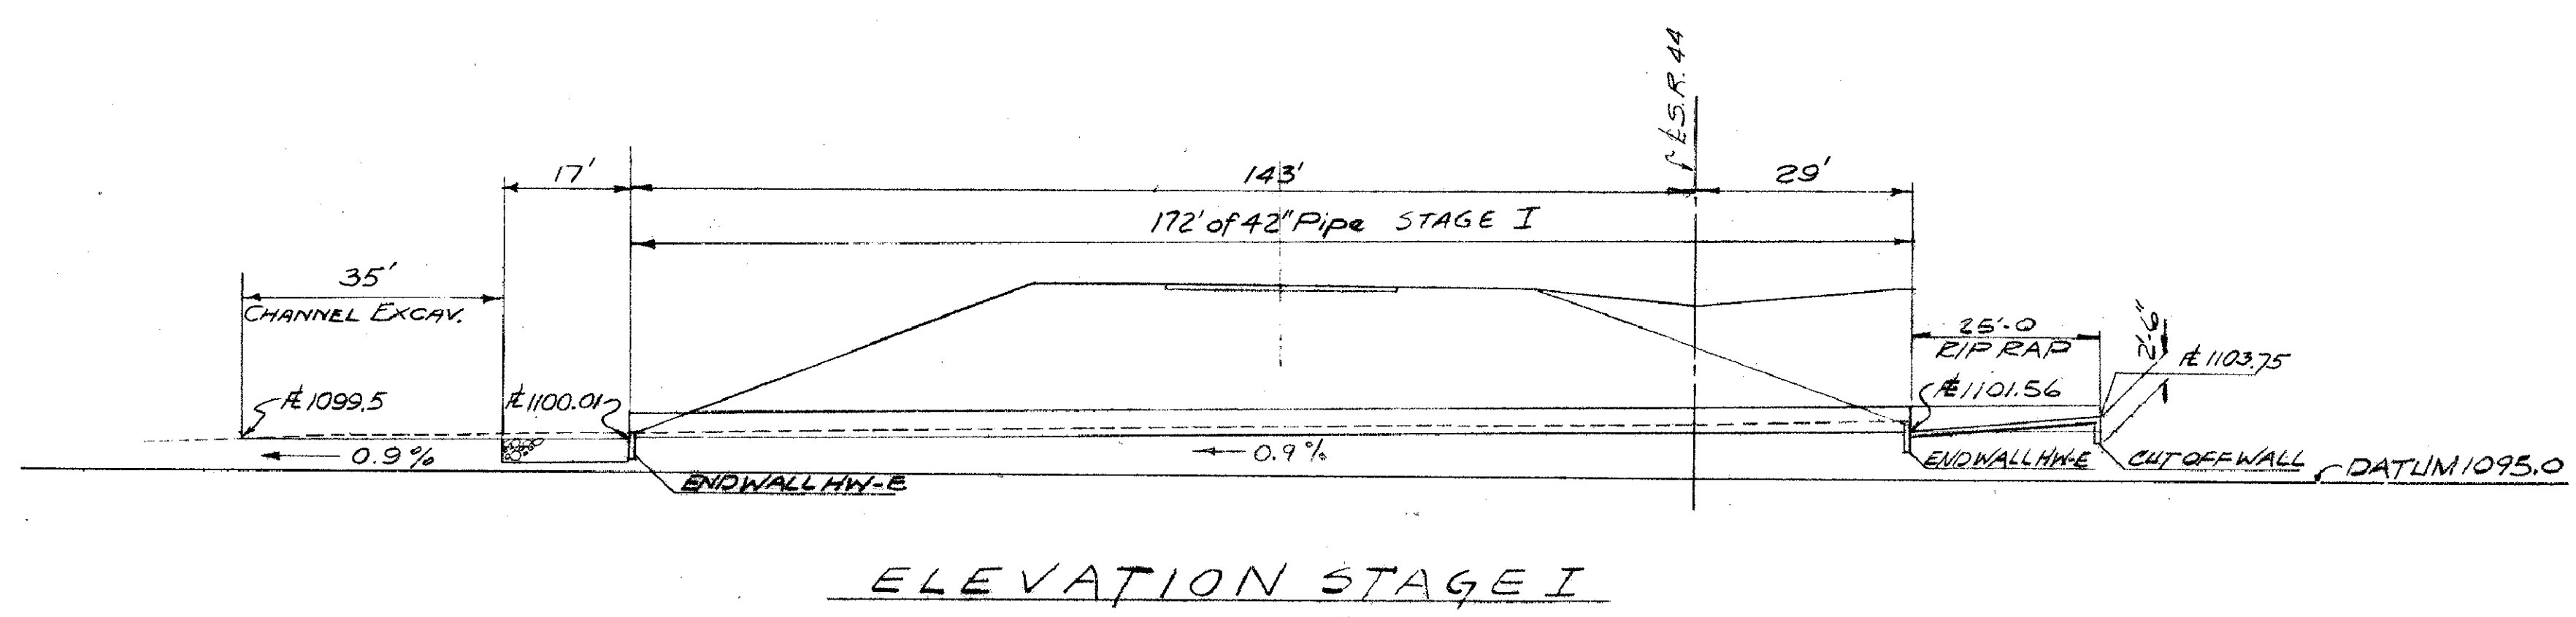 ℄ S.R. 44
17'
143'
29'
172' of 42" Pipe STAGE I
35'
CHANNEL EXCAV.
25'-0
RIP RAP
2'-6"
℄ 1103.75
℄ 1099.5
℄ 1100.01
℄ 1101.56
0.9%
0.9%
ENDWALL HW-E
ENDWALL HW-E
CUT OFF WALL
DATUM 1095.0
ELEVATION STAGE I